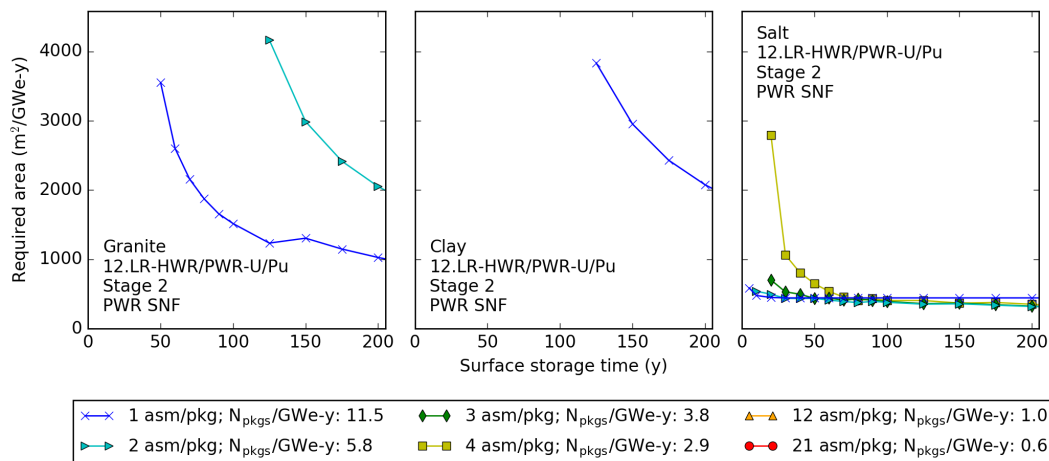 Required area (m²/GWe-y)
4000
3000
2000
1000
0
Granite
12.LR-HWR/PWR-U/Pu
Stage 2
PWR SNF
0 50 100 150 200
Clay
12.LR-HWR/PWR-U/Pu
Stage 2
PWR SNF
0 50 100 150 200
Salt
12.LR-HWR/PWR-U/Pu
Stage 2
PWR SNF
0 50 100 150 200
Surface storage time (y)
1 asm/pkg; N_pkgs/GWe-y: 11.5
2 asm/pkg; N_pkgs/GWe-y: 5.8
3 asm/pkg; N_pkgs/GWe-y: 3.8
4 asm/pkg; N_pkgs/GWe-y: 2.9
12 asm/pkg; N_pkgs/GWe-y: 1.0
21 asm/pkg; N_pkgs/GWe-y: 0.6